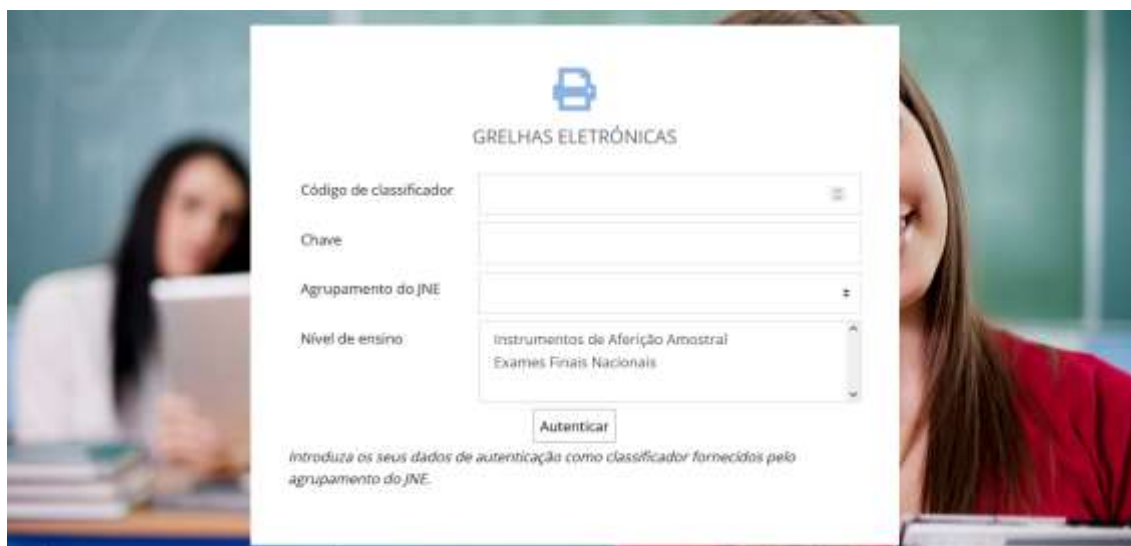 GRELHAS ELETRÓNICAS
Código de classificador
Chave
Agrupamento do JNE
Nível de ensino
Instrumentos de Aferição Amostral
Exames Finais Nacionais
Autenticar
Introduza os seus dados de autenticação como classificador fornecidos pelo
agrupamento do JNE.